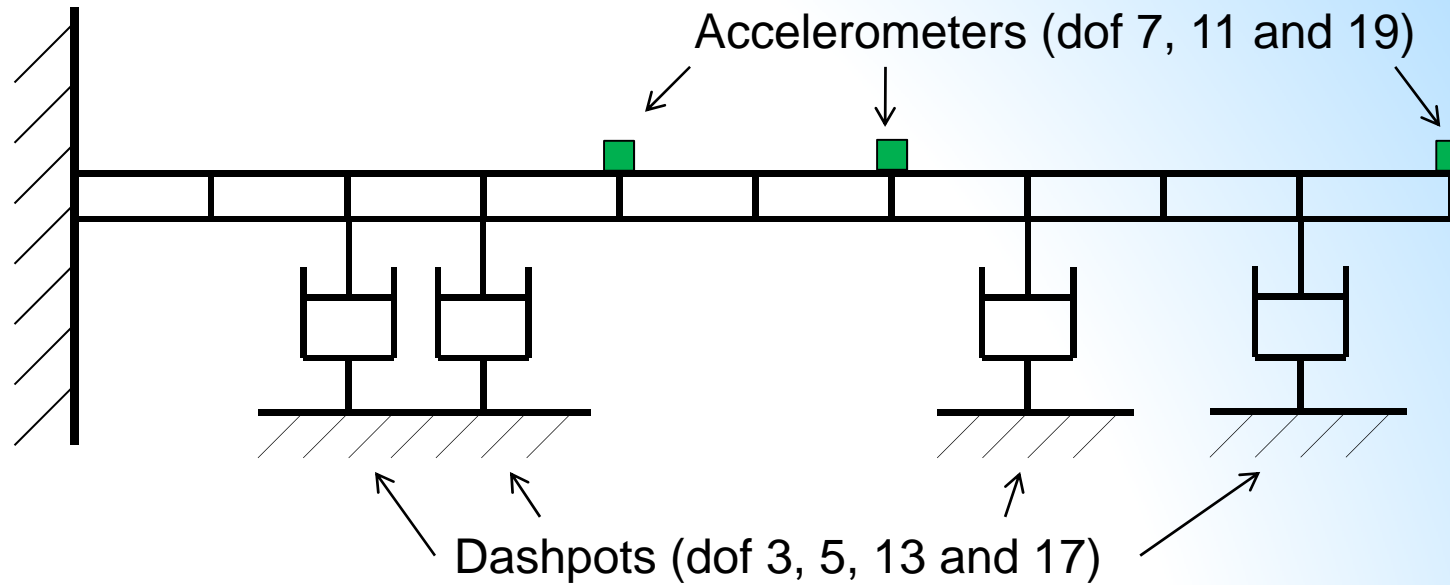 Accelerometers (dof 7, 11 and 19)
Dashpots (dof 3, 5, 13 and 17)